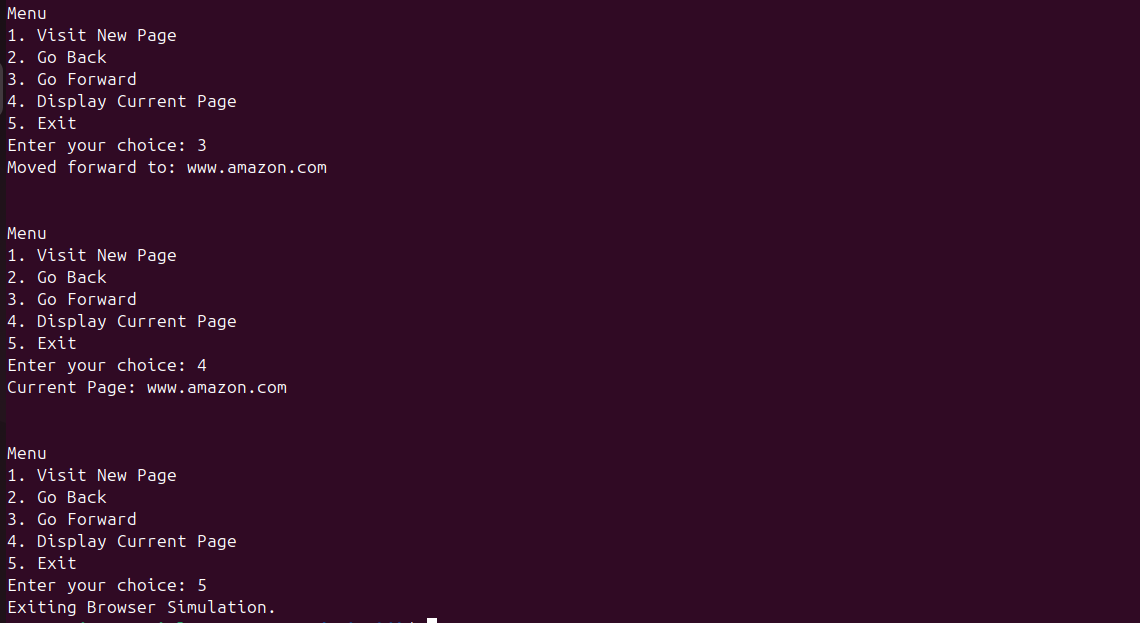 Menu
1. Visit New Page
2. Go Back
3. Go Forward
4. Display Current Page
5. Exit
Enter your choice: 3
Moved forward to: www.amazon.com
Menu
1. Visit New Page
2. Go Back
3. Go Forward
4. Display Current Page
5. Exit
Enter your choice: 4
Current Page: www.amazon.com
Menu
1. Visit New Page
2. Go Back
3. Go Forward
4. Display Current Page
5. Exit
Enter your choice: 5
Exiting Browser Simulation.